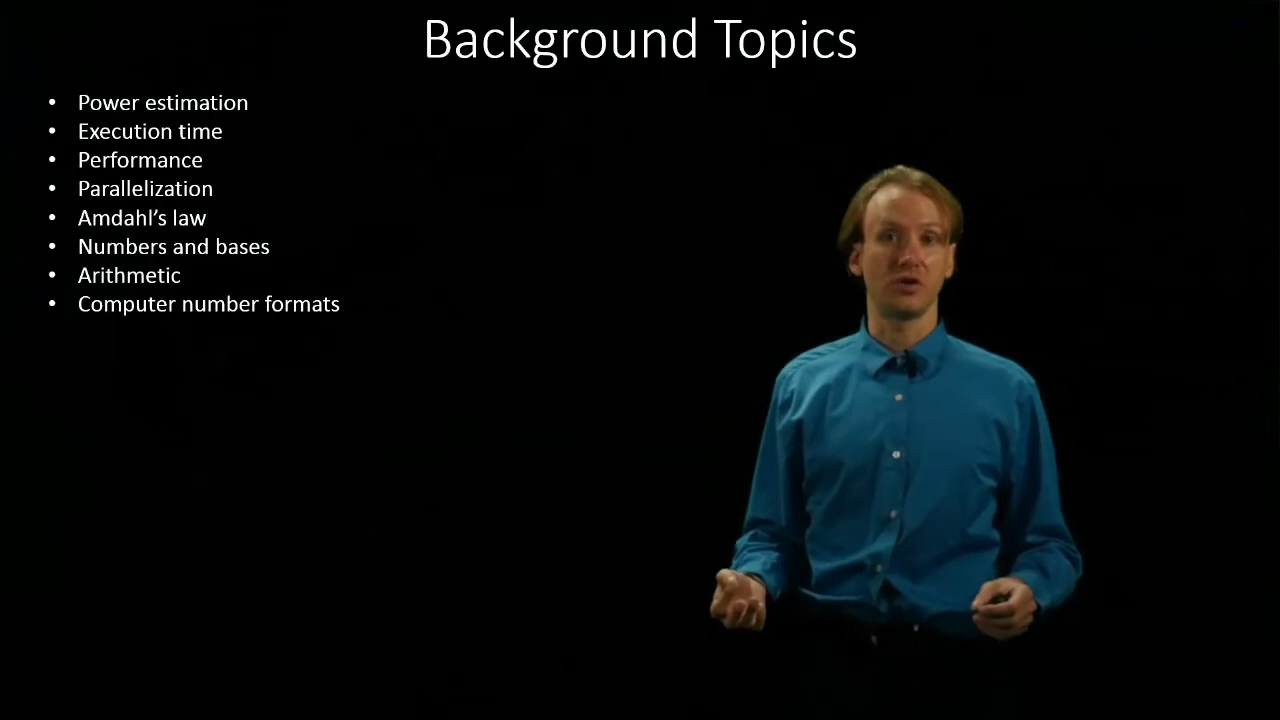 Background Topics
• Power estimation
• Execution time
• Performance
• Parallelization
• Amdahl’s law
• Numbers and bases
• Arithmetic
• Computer number formats